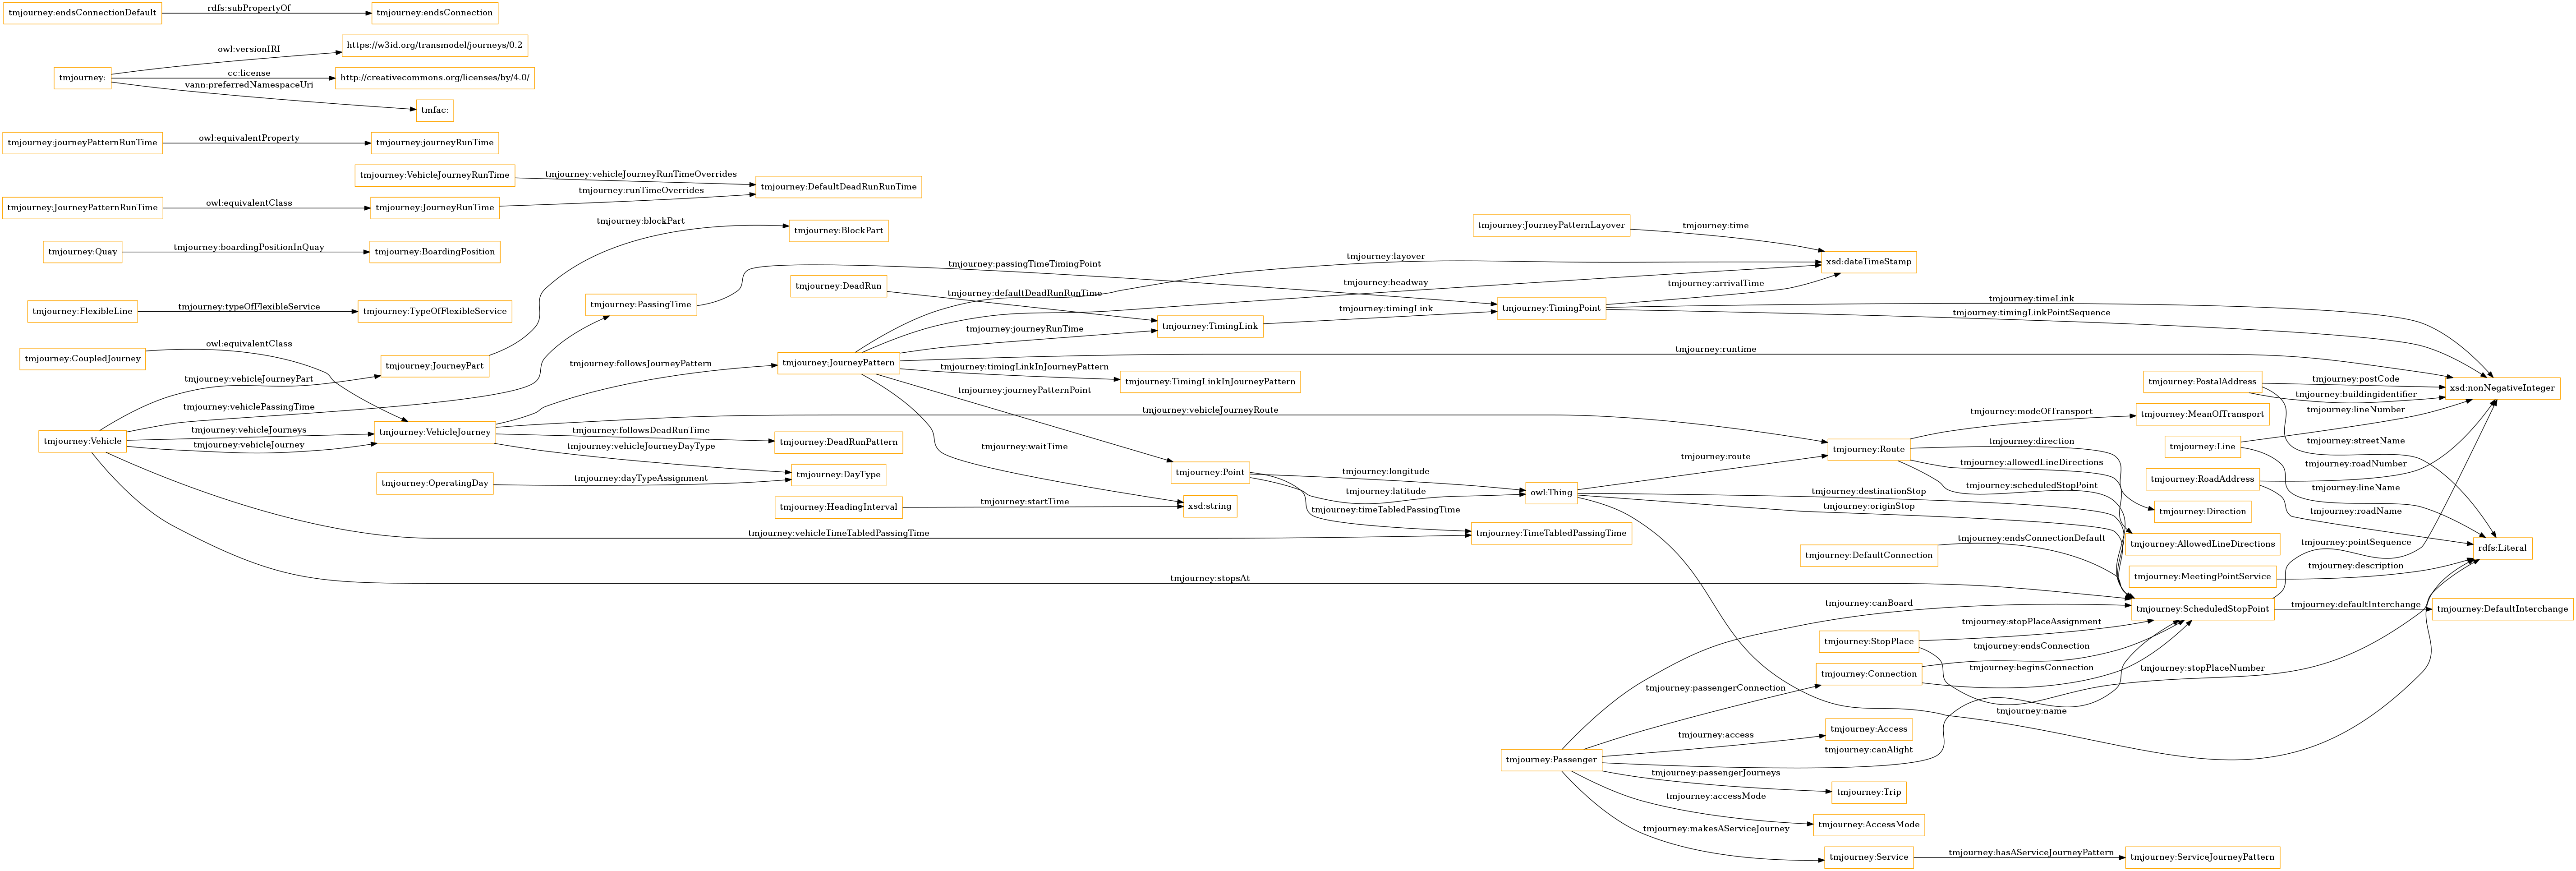 tmjourney:endsConnectionDefault
rdfs:subPropertyOf
tmjourney:endsConnection
tmjourney:
owl:versionIRI
https://w3id.org/transmodel/journeys/0.2
cc:license
http://creativecommons.org/licenses/by/4.0/
vann:preferredNamespaceUri
tmfac:
tmjourney:journeyPatternRunTime
owl:equivalentProperty
tmjourney:journeyRunTime
tmjourney:VehicleJourneyRunTime
tmjourney:vehicleJourneyRunTimeOverrides
tmjourney:DefaultDeadRunRunTime
tmjourney:JourneyPatternRunTime
owl:equivalentClass
tmjourney:JourneyRunTime
tmjourney:runTimeOverrides
tmjourney:blockPart
tmjourney:BlockPart
tmjourney:Quay
tmjourney:boardingPositionInQuay
tmjourney:BoardingPosition
tmjourney:FlexibleLine
tmjourney:typeOfFlexibleService
tmjourney:TypeOfFlexibleService
tmjourney:CoupledJourney
owl:equivalentClass
tmjourney:JourneyPart
tmjourney:vehicleJourneyPart
tmjourney:vehiclePassingTime
tmjourney:PassingTime
tmjourney:passingTimeTimingPoint
tmjourney:Vehicle
tmjourney:vehicleJourneys
tmjourney:vehicleJourney
tmjourney:VehicleJourney
tmjourney:followsJourneyPattern
tmjourney:vehicleJourneyRoute
tmjourney:followsDeadRunTime
tmjourney:DeadRunPattern
tmjourney:vehicleJourneyDayType
tmjourney:DayType
tmjourney:OperatingDay
tmjourney:dayTypeAssignment
tmjourney:HeadingInterval
tmjourney:startTime
xsd:string
tmjourney:vehicleTimeTabledPassingTime
tmjourney:stopsAt
tmjourney:DeadRun
tmjourney:defaultDeadRunRunTime
tmjourney:JourneyPattern
tmjourney:journeyRunTime
tmjourney:timingLinkInJourneyPattern
tmjourney:TimingLinkInJourneyPattern
tmjourney:journeyPatternPoint
tmjourney:waitTime
tmjourney:layover
tmjourney:headway
tmjourney:runtime
tmjourney:TimingLink
tmjourney:timingLink
tmjourney:TimingPoint
tmjourney:JourneyPatternLayover
tmjourney:time
xsd:dateTimeStamp
tmjourney:arrivalTime
tmjourney:timeLink
tmjourney:timingLinkPointSequence
tmjourney:Point
tmjourney:longitude
tmjourney:latitude
tmjourney:timeTabledPassingTime
owl:Thing
tmjourney:TimeTabledPassingTime
tmjourney:route
tmjourney:destinationStop
tmjourney:originStop
tmjourney:name
tmjourney:Route
tmjourney:modeOfTransport
tmjourney:MeanOfTransport
tmjourney:direction
tmjourney:allowedLineDirections
tmjourney:scheduledStopPoint
tmjourney:Direction
tmjourney:AllowedLineDirections
tmjourney:DefaultConnection
tmjourney:endsConnectionDefault
tmjourney:PostalAddress
tmjourney:postCode
tmjourney:buildingidentifier
tmjourney:streetName
xsd:nonNegativeInteger
tmjourney:Line
tmjourney:lineNumber
tmjourney:lineName
tmjourney:RoadAddress
tmjourney:roadNumber
tmjourney:roadName
rdfs:Literal
tmjourney:pointSequence
tmjourney:MeetingPointService
tmjourney:description
tmjourney:ScheduledStopPoint
tmjourney:defaultInterchange
tmjourney:DefaultInterchange
tmjourney:canBoard
tmjourney:StopPlace
tmjourney:stopPlaceAssignment
tmjourney:stopPlaceNumber
tmjourney:Connection
tmjourney:endsConnection
tmjourney:beginsConnection
tmjourney:Passenger
tmjourney:passengerConnection
tmjourney:access
tmjourney:Access
tmjourney:canAlight
tmjourney:passengerJourneys
tmjourney:Trip
tmjourney:accessMode
tmjourney:AccessMode
tmjourney:makesAServiceJourney
tmjourney:Service
tmjourney:hasAServiceJourneyPattern
tmjourney:ServiceJourneyPattern